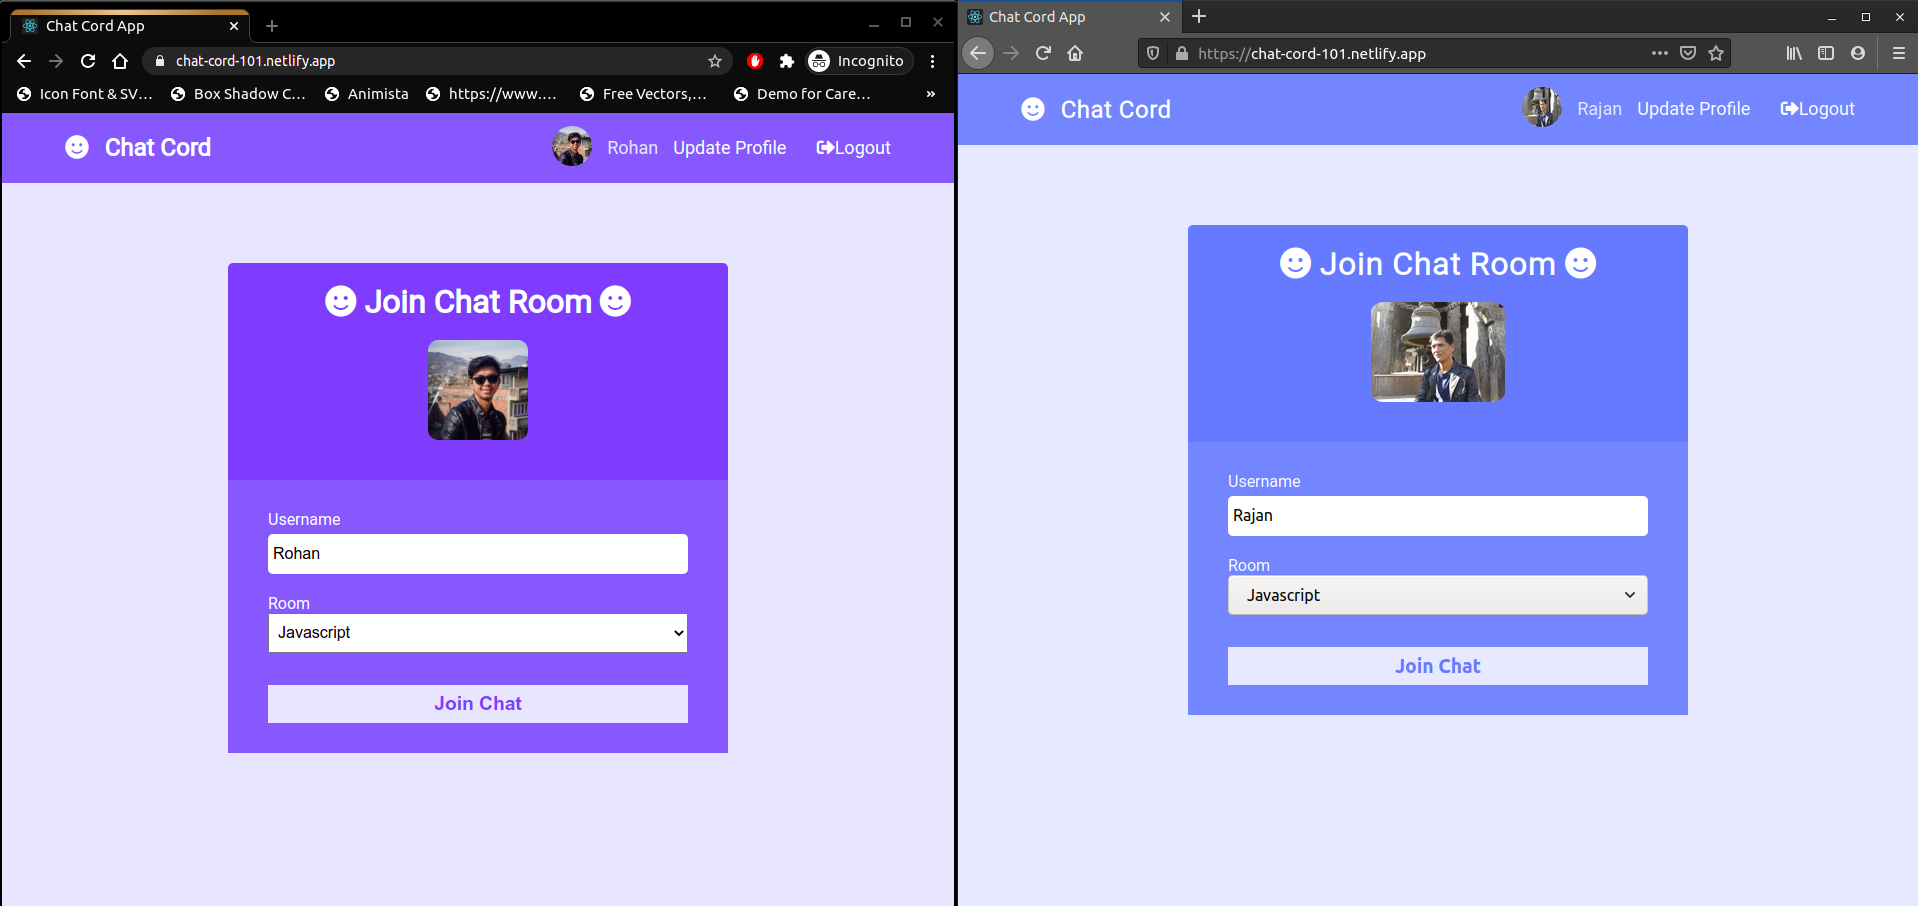 Chat Cord App
chat-cord-101.netlify.app
Incognito
Icon Font & SV...
Box Shadow C...
Animista
https://www....
Free Vectors,...
Demo for Care...
»
Chat Cord
Rohan
Update Profile
Logout
Join Chat Room
Username
Rohan
Room
Javascript
Join Chat
Chat Cord App
https://chat-cord-101.netlify.app
Chat Cord
Rajan
Update Profile
Logout
Join Chat Room
Username
Rajan
Room
Javascript
Join Chat